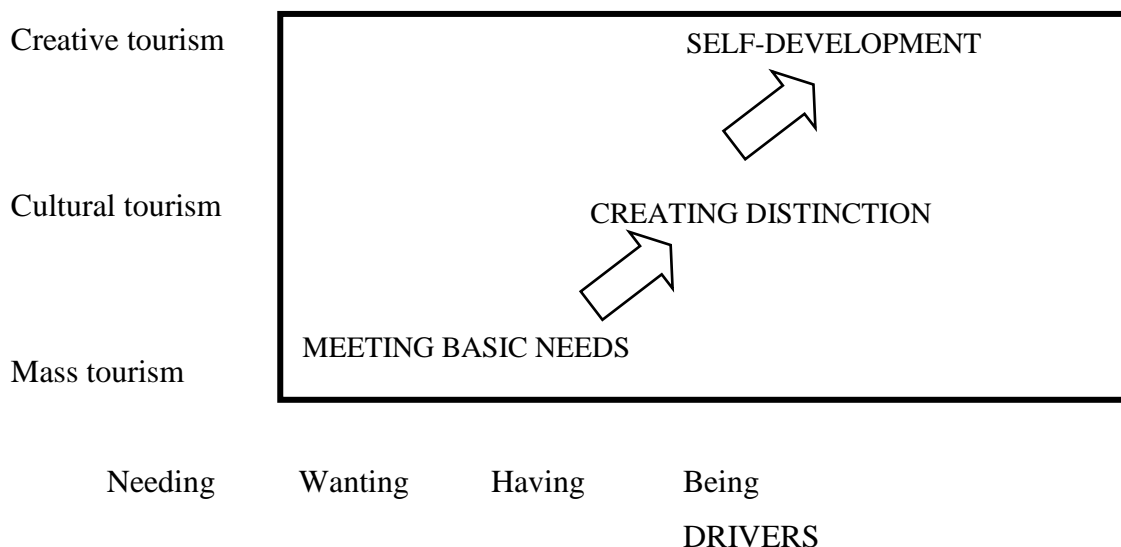 Creative tourism
SELF-DEVELOPMENT
Cultural tourism
CREATING DISTINCTION
MEETING BASIC NEEDS
Mass tourism
Needing Wanting Having Being
DRIVERS